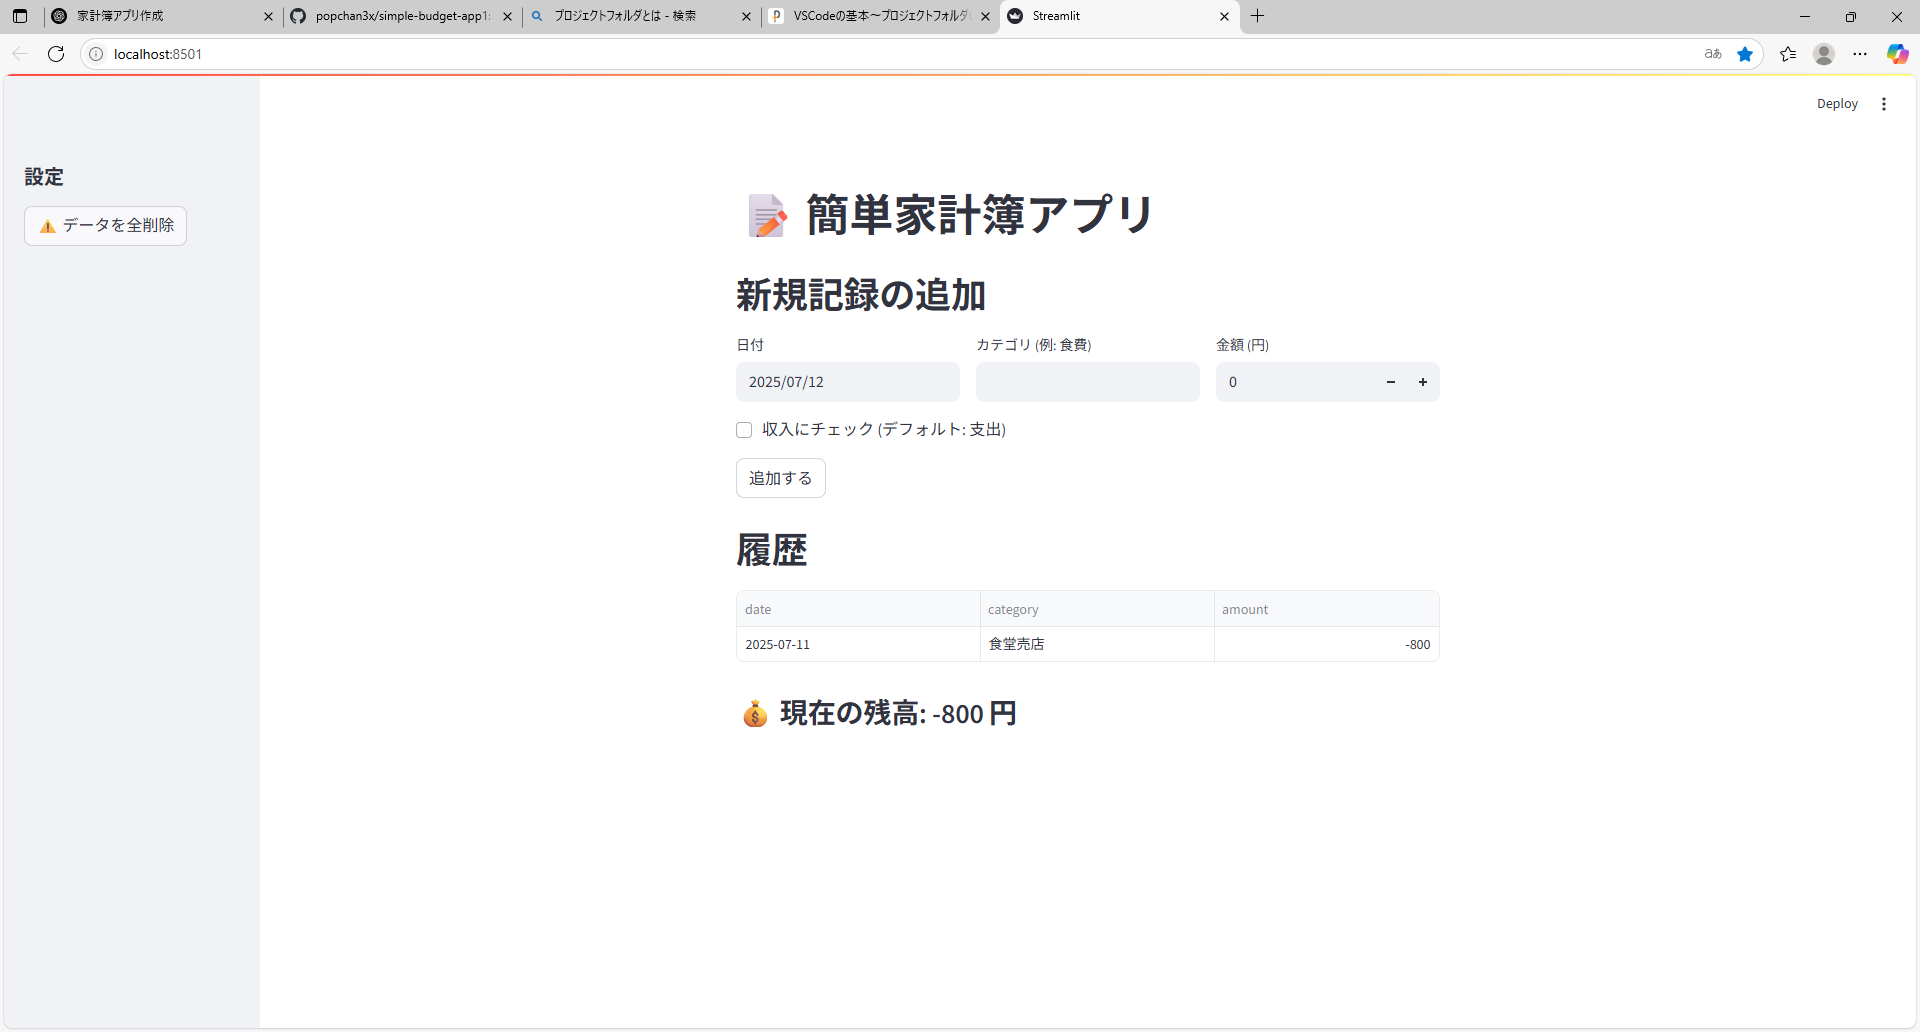 家計簿アプリ作成
popchan3x/simple-budget-app1:
プロジェクトフォルダとは - 検索
VSCodeの基本～プロジェクトフォルダ
Streamlit
localhost:8501
aあ
Deploy
設定
データを全削除
簡単家計簿アプリ
新規記録の追加
日付 カテゴリ (例: 食費) 金額 (円)
2025/07/12 0
収入にチェック (デフォルト: 支出)
追加する
履歴
date category amount
2025-07-11 食堂売店 -800
現在の残高: -800 円